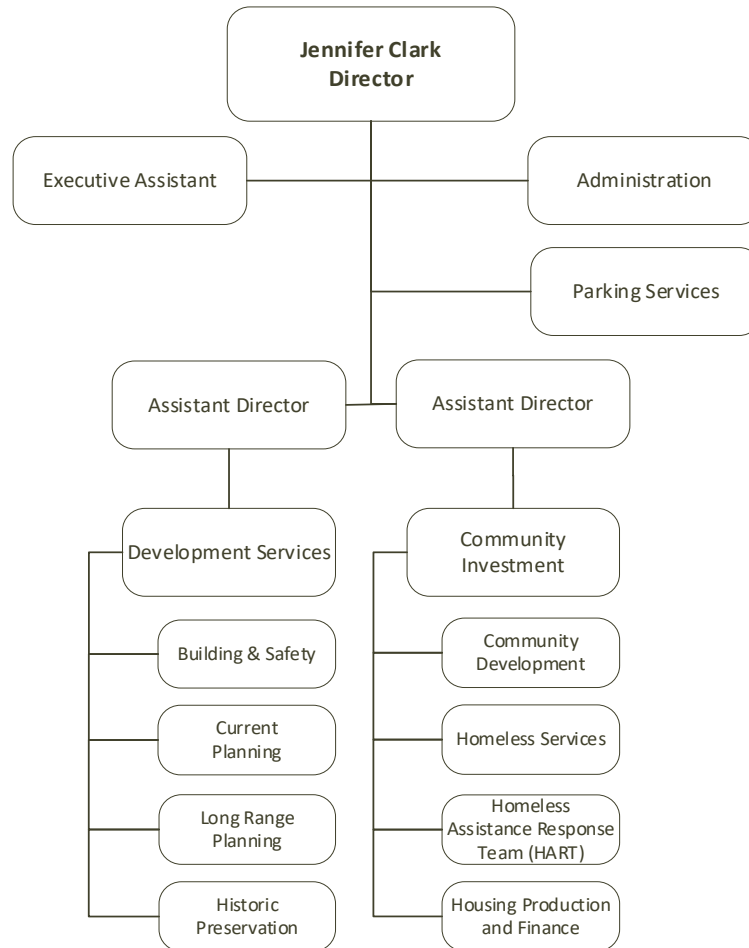 Jennifer Clark
Director
Executive Assistant
Administration
Parking Services
Assistant Director
Assistant Director
Development Services
Community
Investment
Building & Safety
Community
Development
Current
Planning
Homeless Services
Long Range
Planning
Homeless
Assistance Response
Team (HART)
Historic
Preservation
Housing Production
and Finance